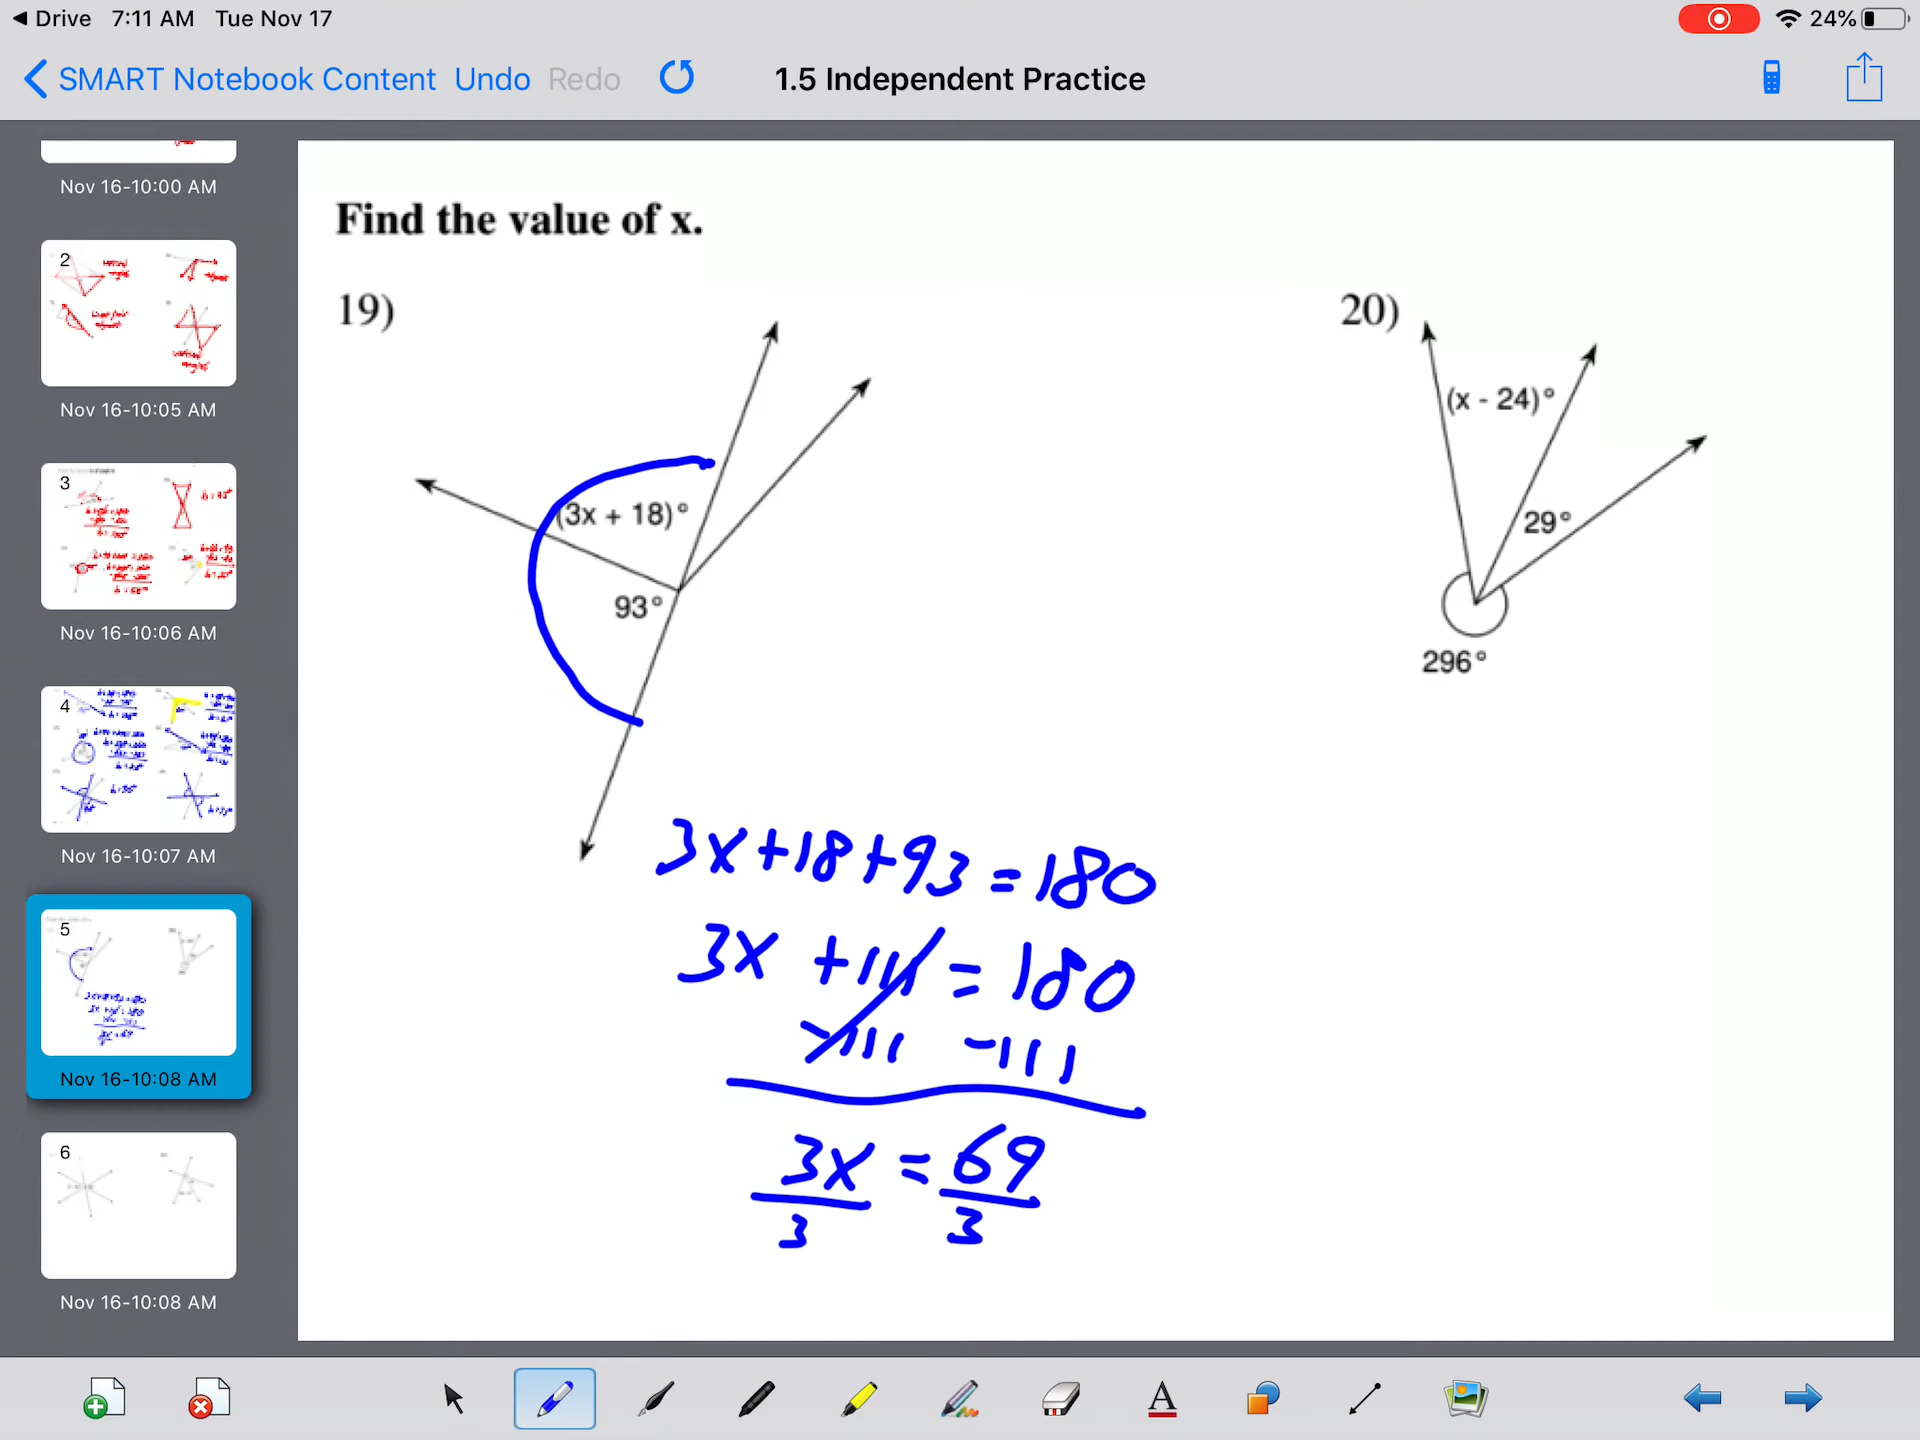 Drive 7:11 AM Tue Nov 17
24%
SMART Notebook Content Undo Redo
1.5 Independent Practice
Nov 16-10:00 AM
2
Nov 16-10:05 AM
3
Nov 16-10:06 AM
4
Nov 16-10:07 AM
5
Nov 16-10:08 AM
6
Nov 16-10:08 AM
Find the value of x.
19)
(3x + 18)°
93°
3x+18+93=180
3x +111 = 180
-111 -111
3x = 69
3 3
20)
(x - 24)°
29°
296°
A